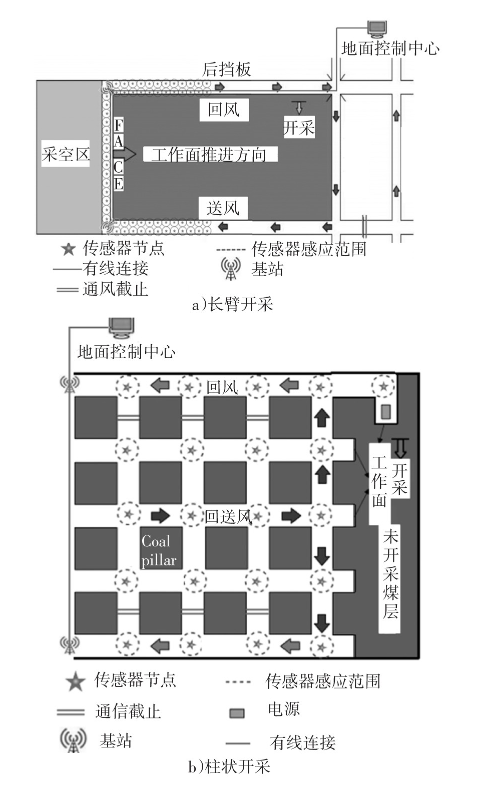 地面控制中心
后挡板
回风
开采
F
A
C
E
采空区
工作面推进方向
送风
传感器节点
传感器感应范围
有线连接
基站
通风截止
a)长臂开采
地面控制中心
回风
工作面
开采
回送风
Coal
pillar
未开采煤层
传感器节点
传感器感应范围
通信截止
电源
基站
有线连接
b)柱状开采